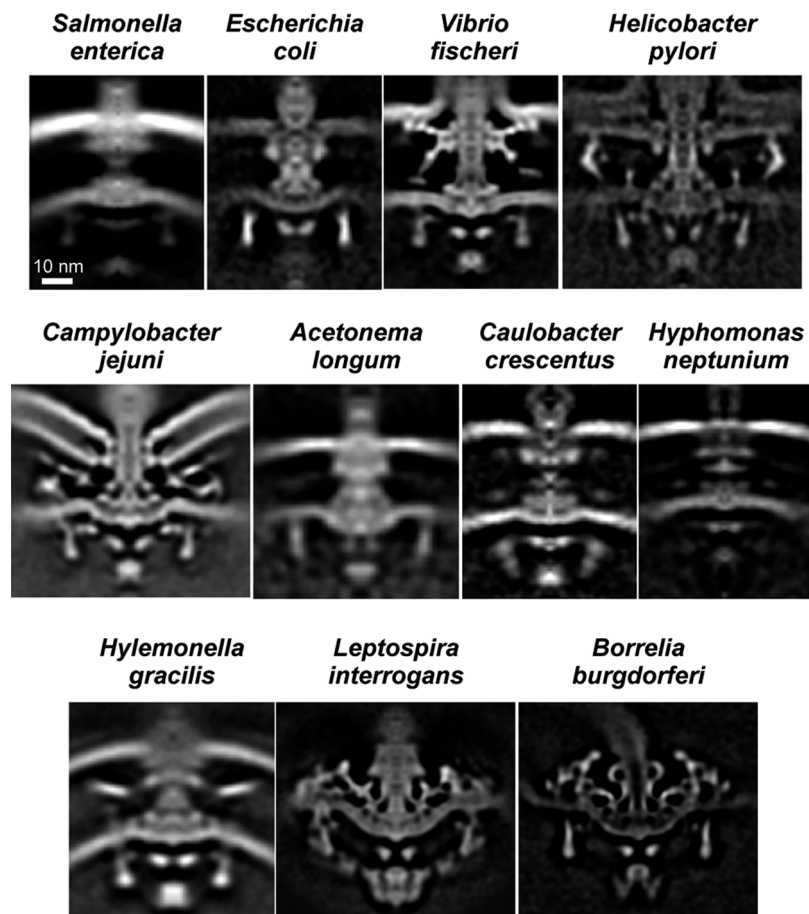 Salmonella
enterica
Escherichia
coli
Vibrio
fischeri
Helicobacter
pylori
10 nm
Campylobacter
jejuni
Acetonema
longum
Caulobacter
crescentus
Hyphomonas
neptunium
Hylemonella
gracilis
Leptospira
interrogans
Borrelia
burgdorferi